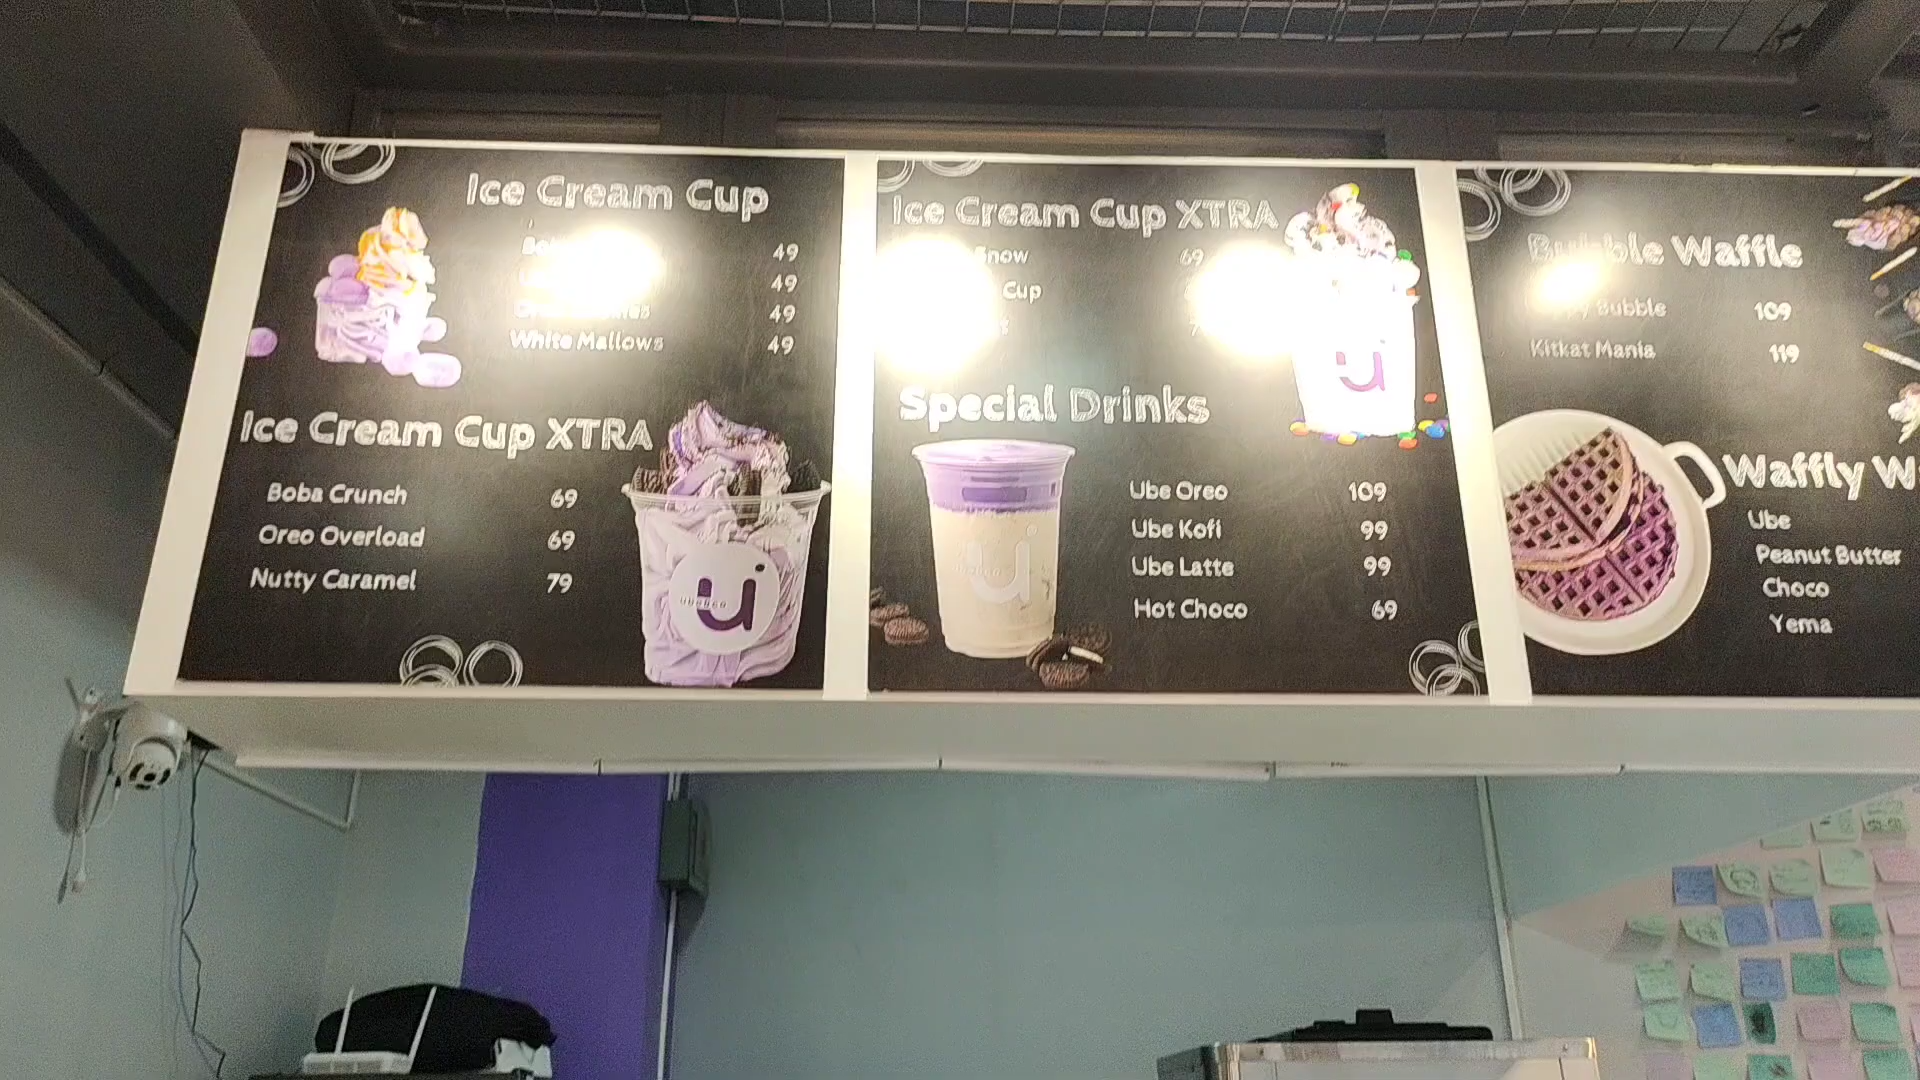 Ice Cream Cup
49
49
49
White Mallows 49
Ice Cream Cup XTRA
Boba Crunch 69
Oreo Overload 69
Nutty Caramel 79
u
Ice Cream Cup XTRA
Snow 69
Cup
u
Special Drinks
Ube Oreo 109
Ube Kofi 99
Ube Latte 99
Hot Choco 69
u
Bubble Waffle
Bubble 109
Kitkat Mania 119
Waffly W
Ube
Peanut Butter
Choco
Yema